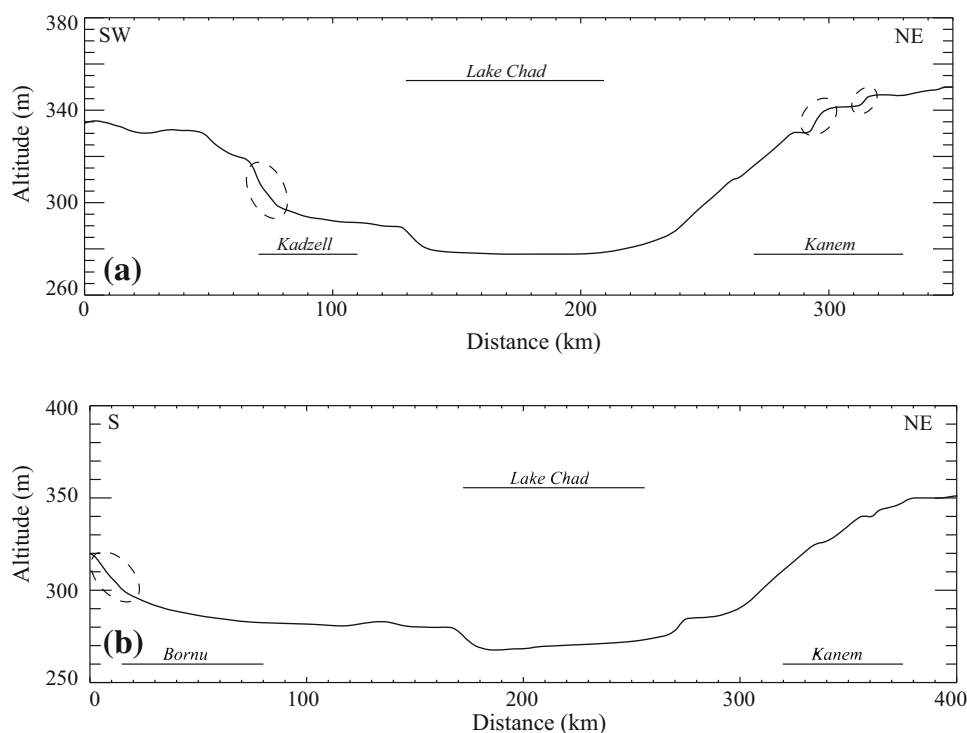 380
SW
NE
Lake Chad
340
Altitude (m)
300
Kadzell
Kanem
(a)
260
0
100
200
300
Distance (km)
400
S
NE
Lake Chad
350
Altitude (m)
300
(b)
Bornu
Kanem
250
0
100
200
300
400
Distance (km)